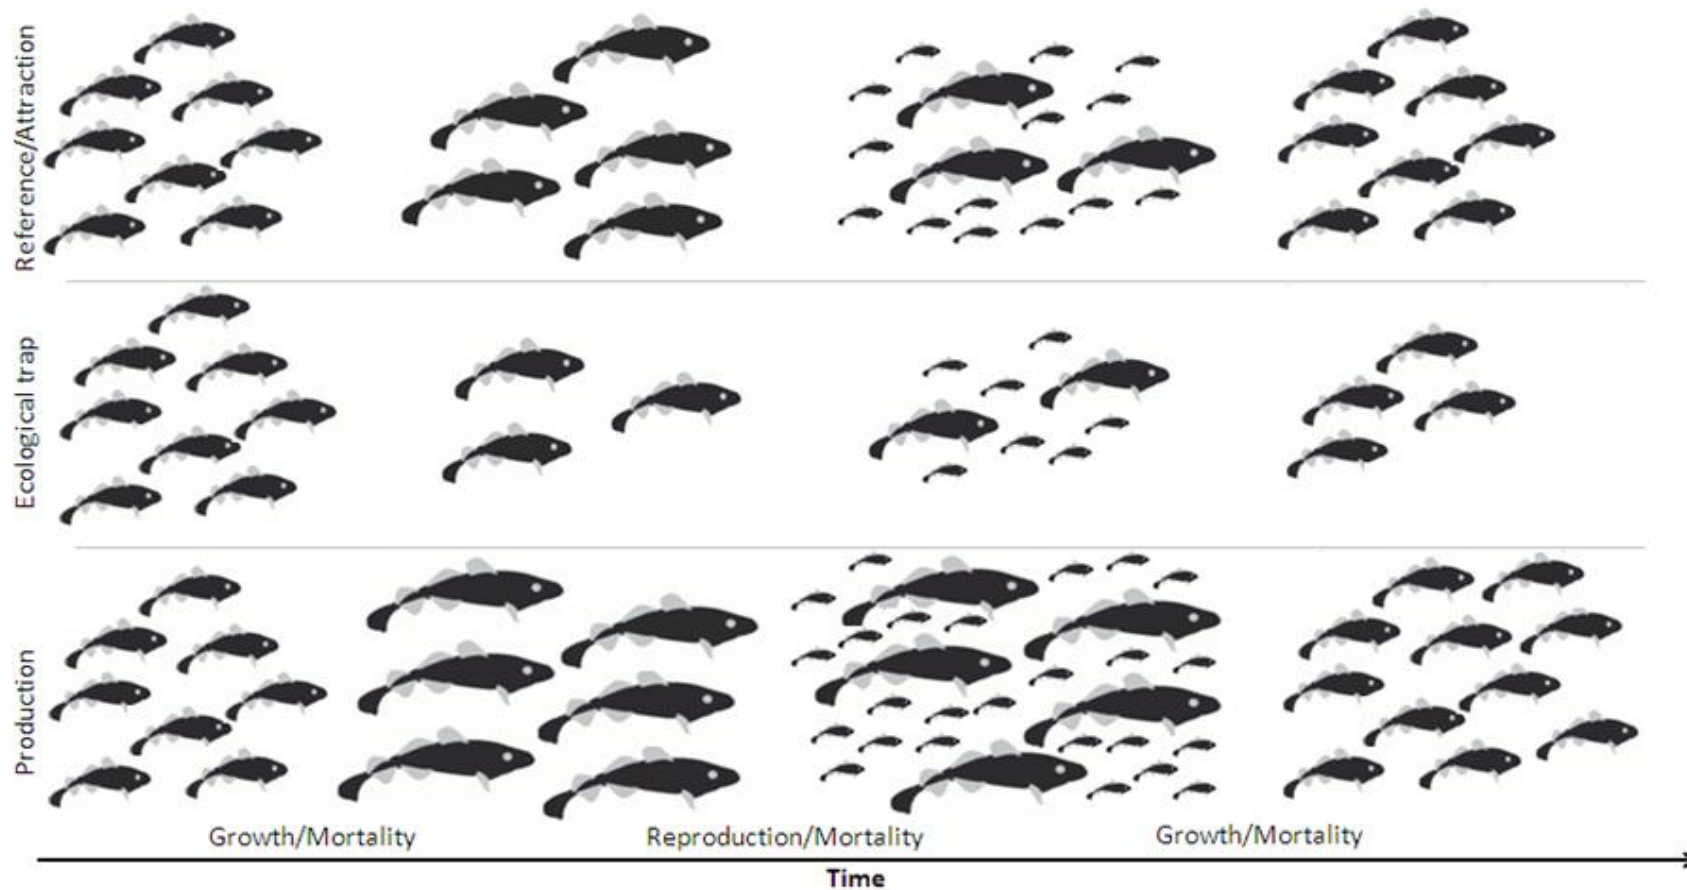 Reference/Attraction
Ecological trap
Production
Growth/Mortality
Reproduction/Mortality
Growth/Mortality
Time